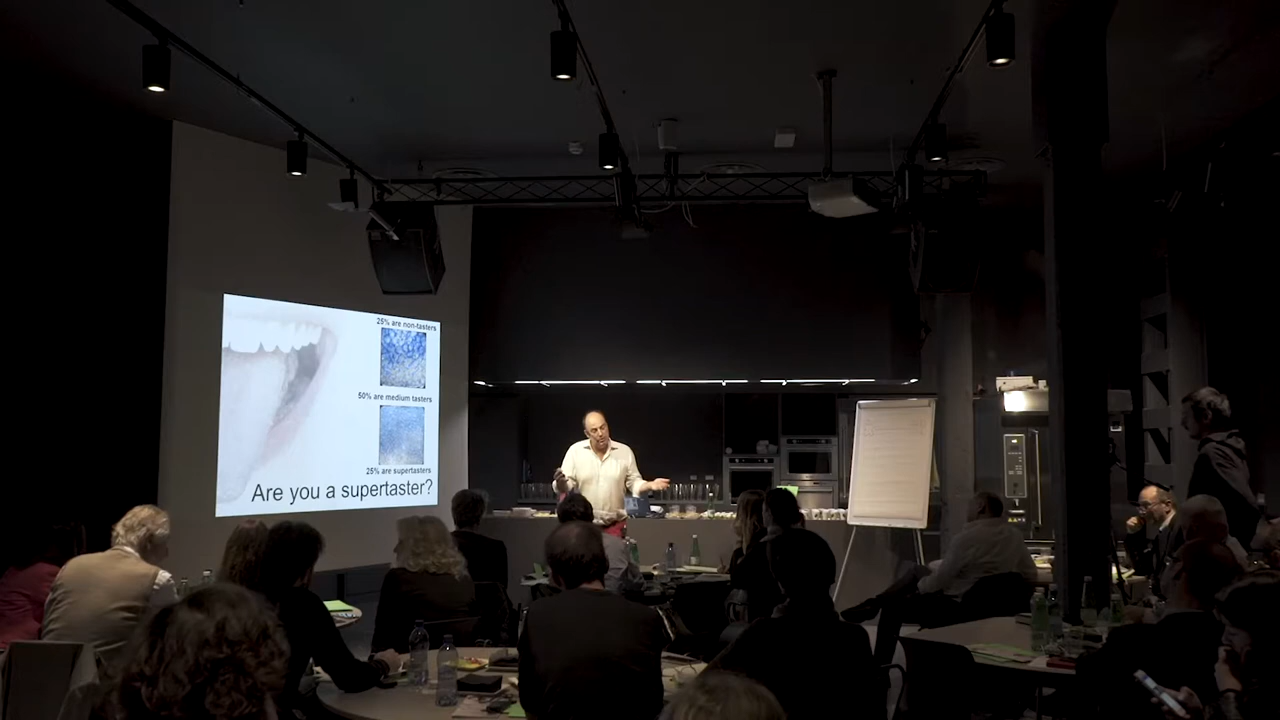 25% are non-tasters
50% are medium tasters
25% are supertasters
Are you a supertaster?